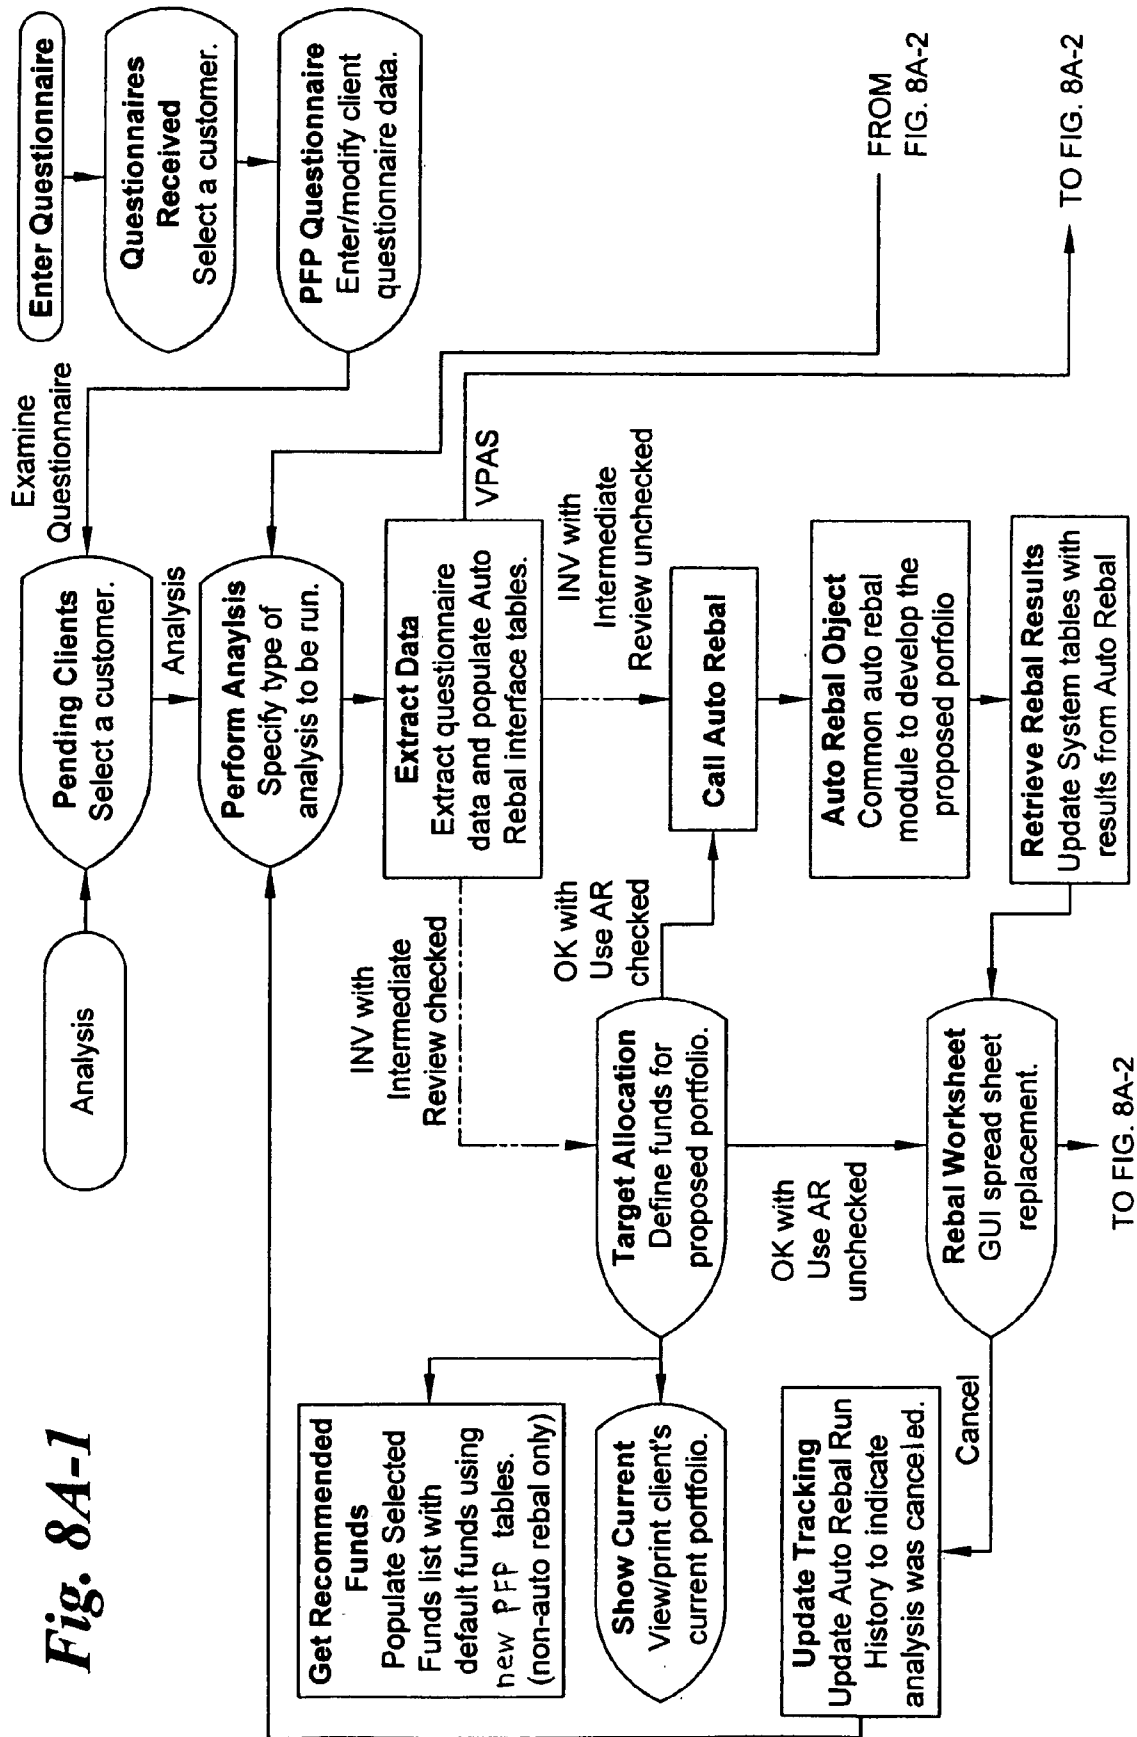 Fig. 8A-1
Enter Questionnaire
Questionnaires
Received
Select a customer.
PFP Questionnaire
Enter/modify client
questionnaire data.
Examine
Questionnaire
Analysis
Pending Clients
Select a customer.
Analysis
Perform Anaylsis
Specify type of
analysis to be run.
FROM
FIG. 8A-2
Extract Data
Extract questionnaire
data and populate Auto
Rebal interface tables.
VPAS
TO FIG. 8A-2
INV with
Intermediate
Review checked
INV with
Intermediate
Review unchecked
Target Allocation
Define funds for
proposed portfolio.
OK with
Use AR
checked
Call Auto Rebal
Auto Rebal Object
Common auto rebal
module to develop the
proposed porfolio
Retrieve Rebal Results
Update System tables with
results from Auto Rebal
Get Recommended
Funds
Populate Selected
Funds list with
default funds using
new PFP tables.
(non-auto rebal only)
Show Current
View/print client's
current portfolio.
OK with
Use AR
unchecked
Rebal Worksheet
GUI spread sheet
replacement.
TO FIG. 8A-2
Cancel
Update Tracking
Update Auto Rebal Run
History to indicate
analysis was canceled.